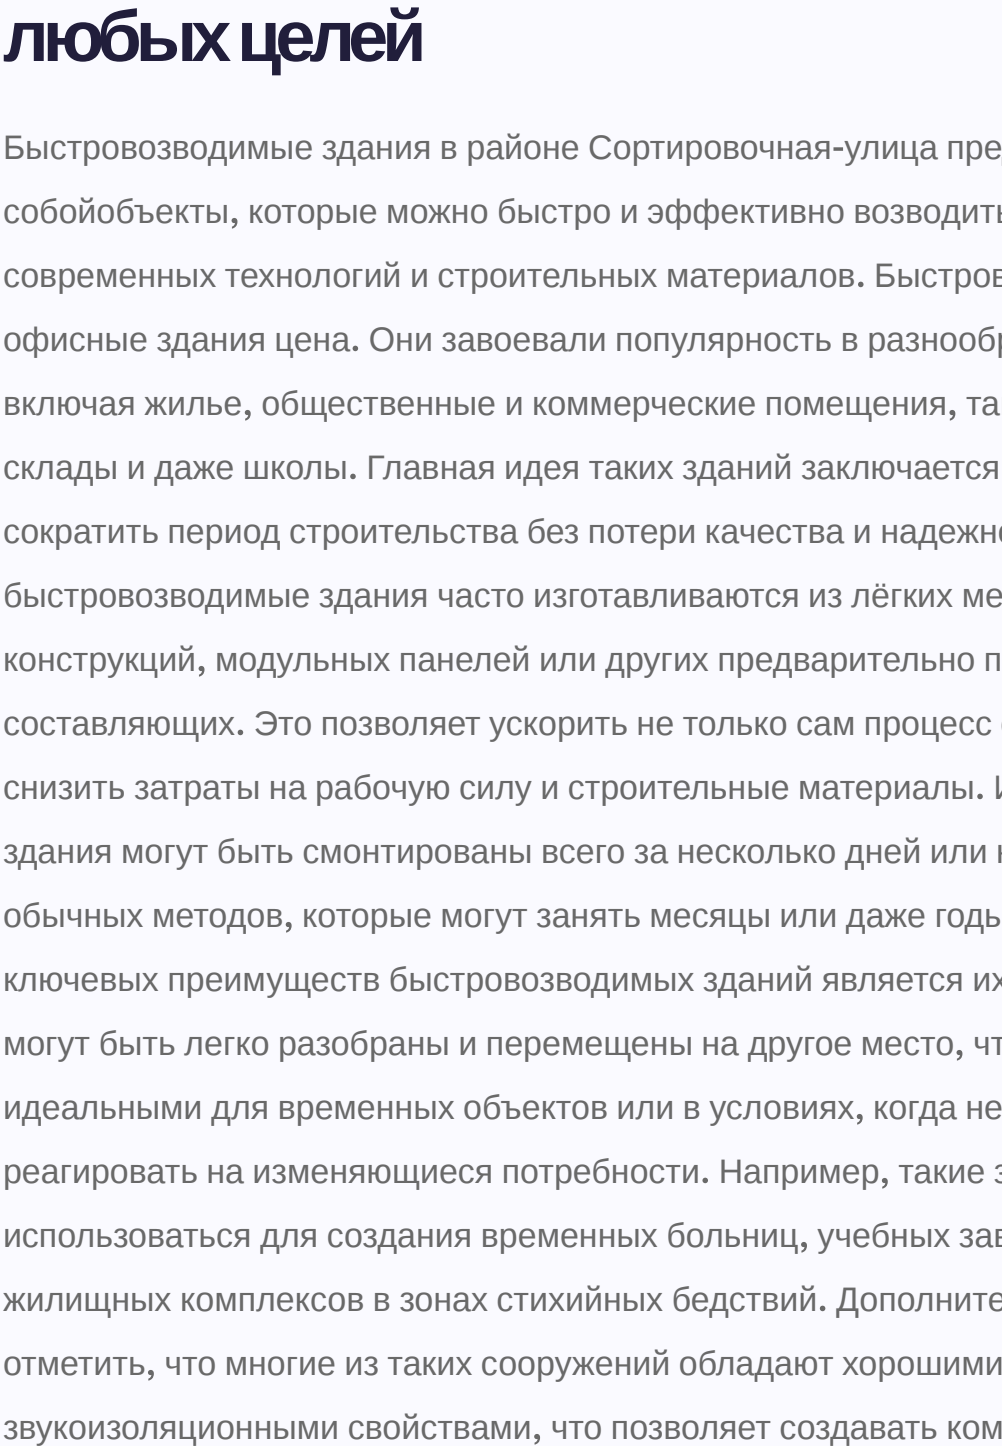 любых целей
Быстровозводимые здания в районе Сортировочная-улица пре
собойобъекты, которые можно быстро и эффективно возводить
современных технологий и строительных материалов. Быстров
офисные здания цена. Они завоевали популярность в разнообр
включая жилье, общественные и коммерческие помещения, та
склады и даже школы. Главная идея таких зданий заключается
сократить период строительства без потери качества и надежно
быстровозводимые здания часто изготавливаются из лёгких ме
конструкций, модульных панелей или других предварительно п
составляющих. Это позволяет ускорить не только сам процесс
снизить затраты на рабочую силу и строительные материалы. И
здания могут быть смонтированы всего за несколько дней или н
обычных методов, которые могут занять месяцы или даже годы
ключевых преимуществ быстровозводимых зданий является их
могут быть легко разобраны и перемещены на другое место, чт
идеальными для временных объектов или в условиях, когда не
реагировать на изменяющиеся потребности. Например, такие з
использоваться для создания временных больниц, учебных зав
жилищных комплексов в зонах стихийных бедствий. Дополните
отметить, что многие из таких сооружений обладают хорошими
звукоизоляционными свойствами, что позволяет создавать ком